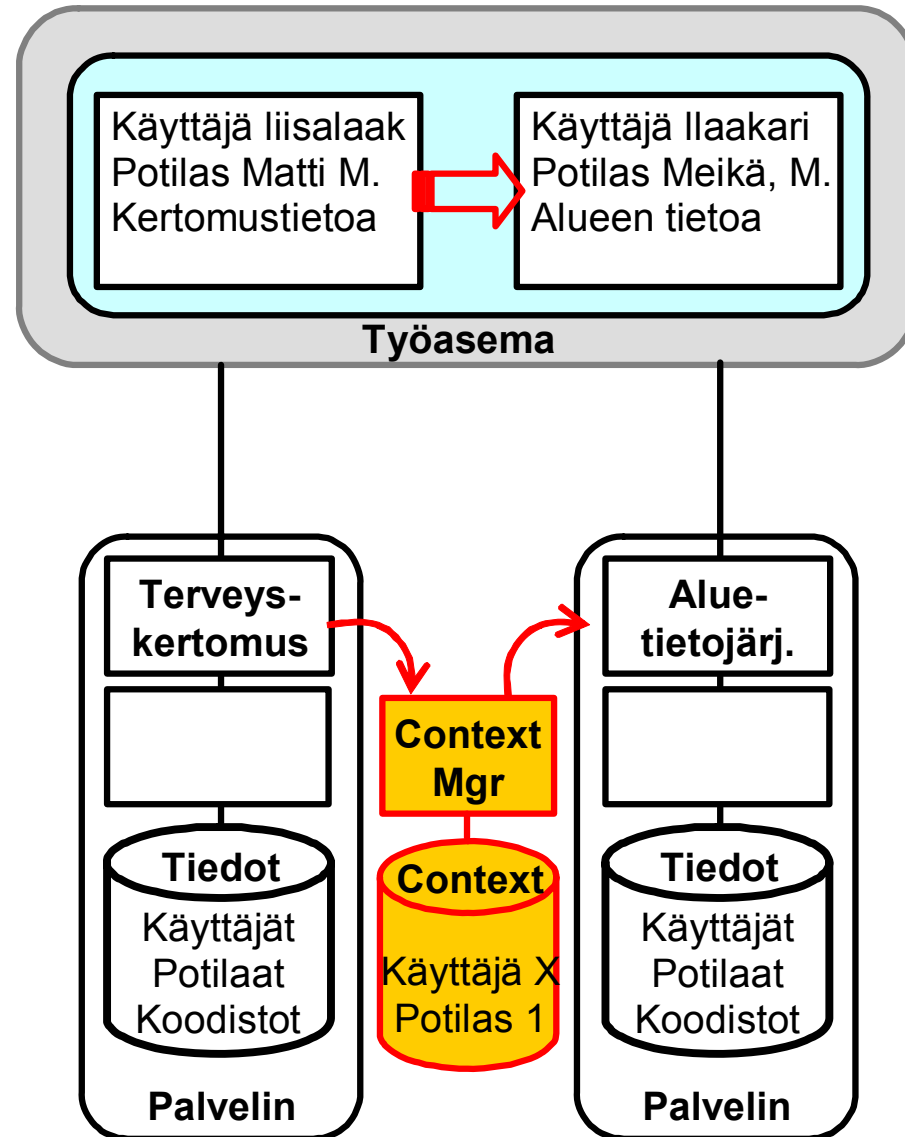 Käyttäjä liisalaak
Potilas Matti M.
Kertomustietoa
Käyttäjä llaakari
Potilas Meikä, M.
Alueen tietoa
Työasema
Terveys-
kertomus
Alue-
tietojärj.
Context
Mgr
Tiedot
Käyttäjät
Potilaat
Koodistot
Context
Käyttäjä X
Potilas 1
Tiedot
Käyttäjät
Potilaat
Koodistot
Palvelin
Palvelin